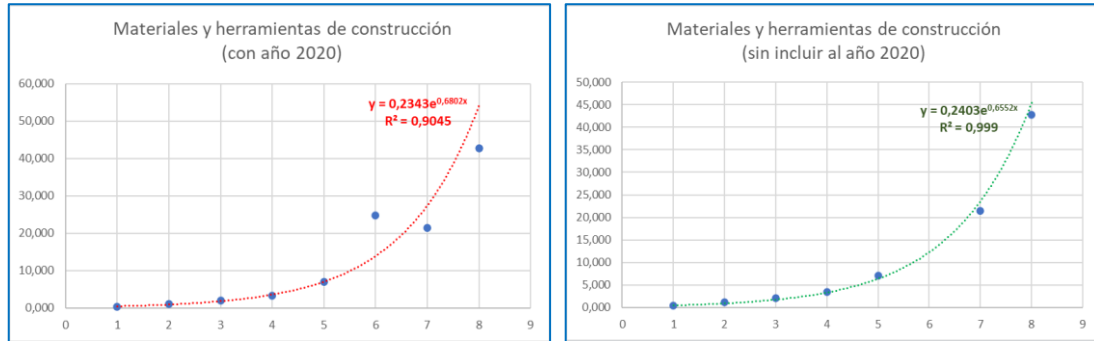 Materiales y herramientas de construcción
(con año 2020)
60,000
50,000
40,000
30,000
20,000
10,000
0,000
0 1 2 3 4 5 6 7 8 9
y = 0,2343e^0,6802x
R² = 0,9045
Materiales y herramientas de construcción
(sin incluir al año 2020)
50,000
45,000
40,000
35,000
30,000
25,000
20,000
15,000
10,000
5,000
0,000
0 1 2 3 4 5 6 7 8 9
y = 0,2403e^0,6552x
R² = 0,999